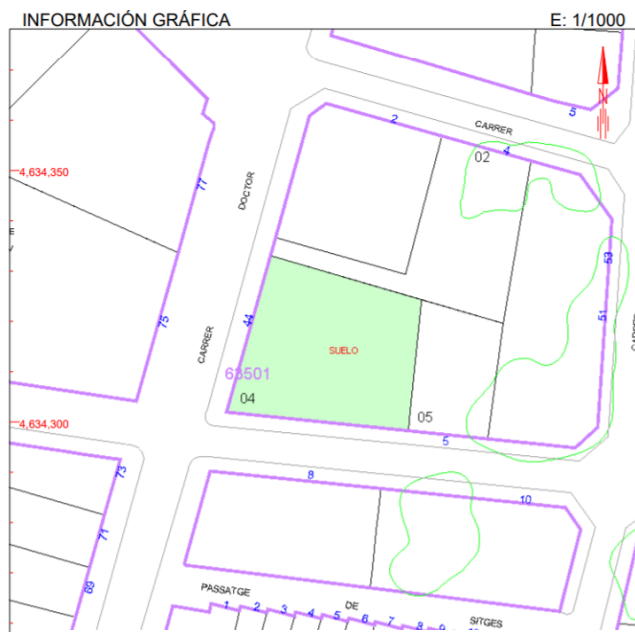 INFORMACIÓN GRÁFICA
E: 1/1000
5
N
2
CARRER
4
02
4,634,350
77
DOCTOR
53
51
44
75
CARRER
SUELO
63501
04
05
4,634,300
5
8
10
73
71
69
PASSATGE
DE
SITGES
1
2
3
4
5
6
7
8
9